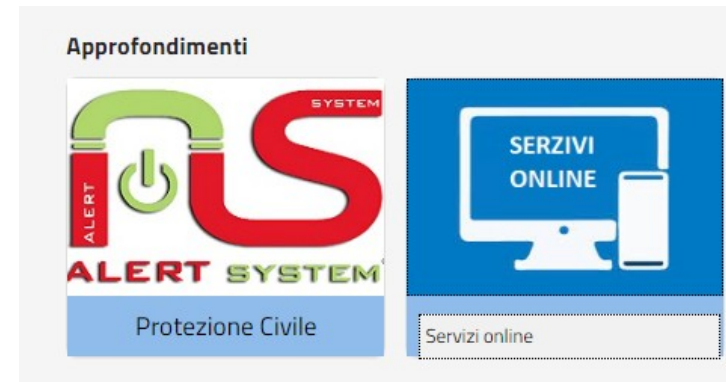 Approfondimenti
SYSTEM
ALERT
ALERT SYSTEM
Protezione Civile
SERZIVI
ONLINE
Servizi online